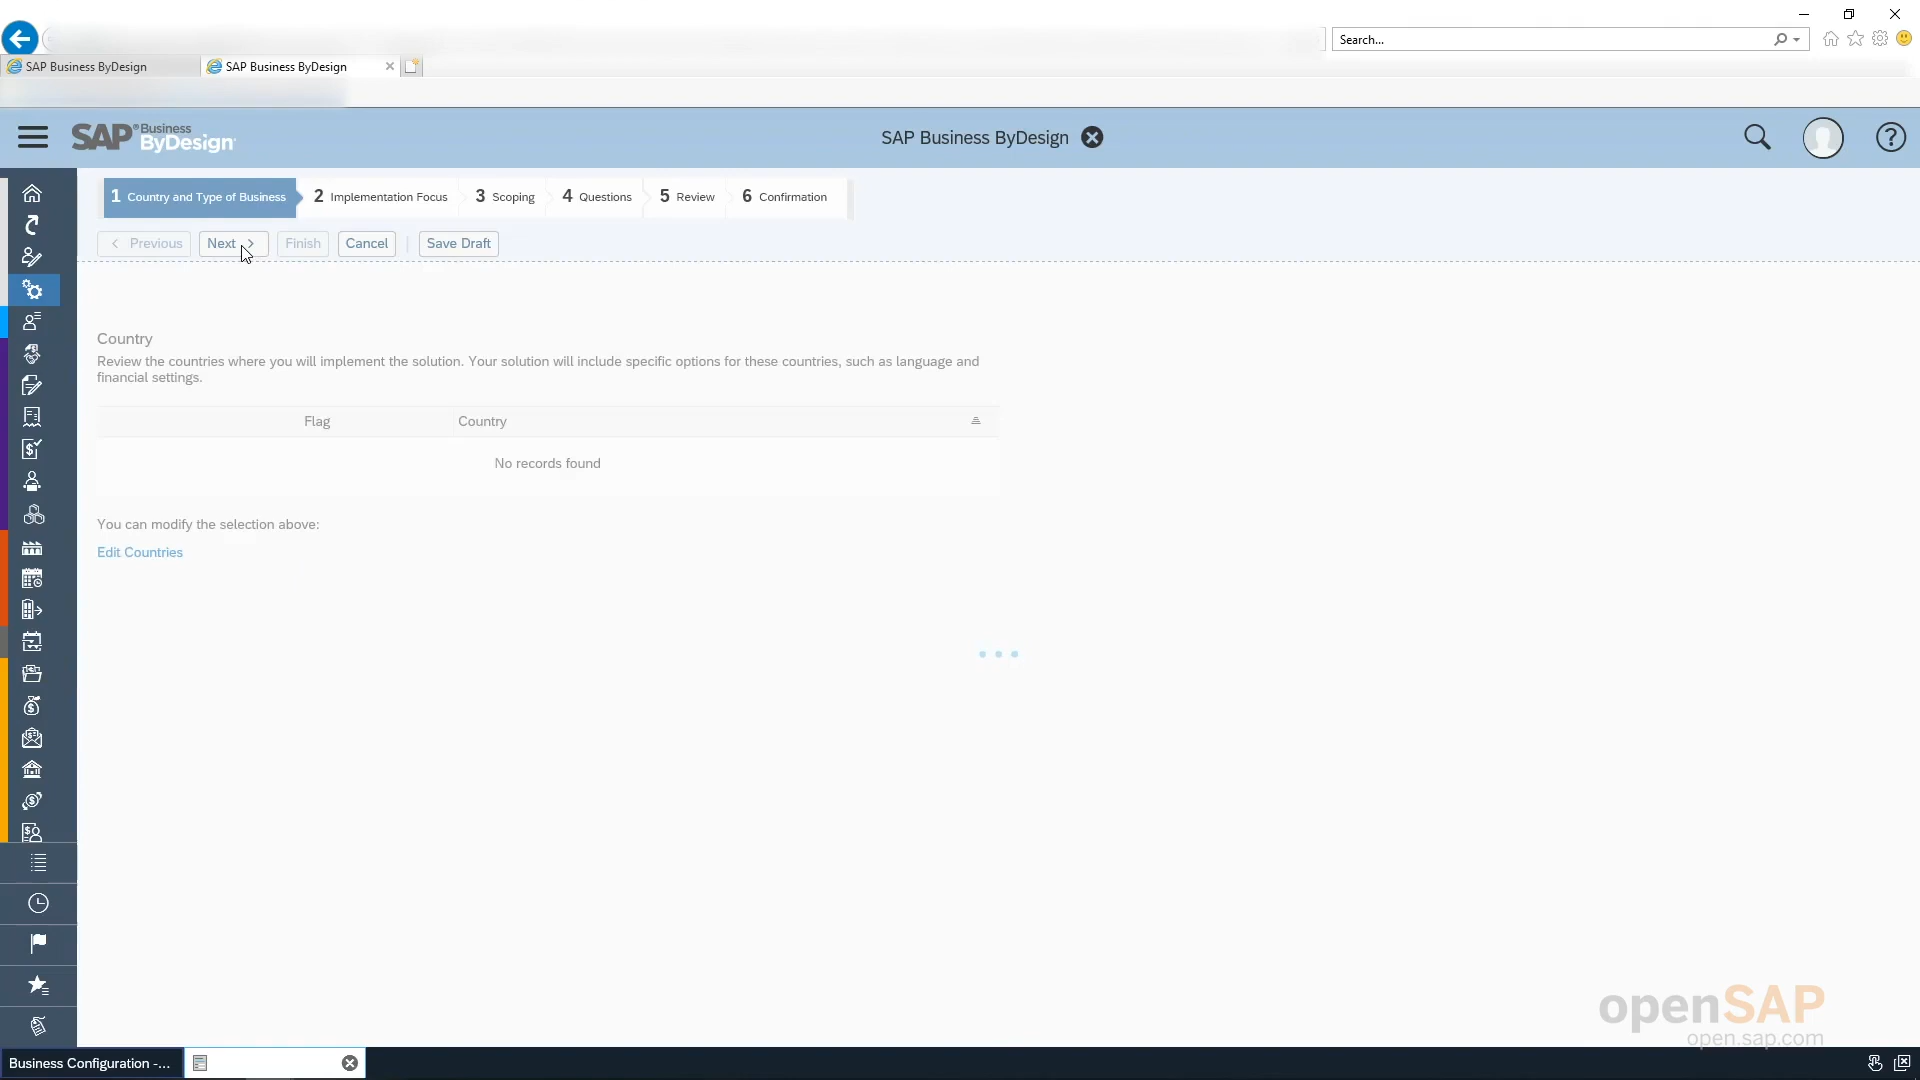 Search...
SAP Business ByDesign
SAP Business ByDesign
SAP® Business ByDesign
SAP Business ByDesign
1 Country and Type of Business 2 Implementation Focus 3 Scoping 4 Questions 5 Review 6 Confirmation
Previous Next Finish Cancel Save Draft
Country
Review the countries where you will implement the solution. Your solution will include specific options for these countries, such as language and
financial settings.
Flag Country
No records found
You can modify the selection above:
Edit Countries
openSAP
open.sap.com
Business Configuration -...